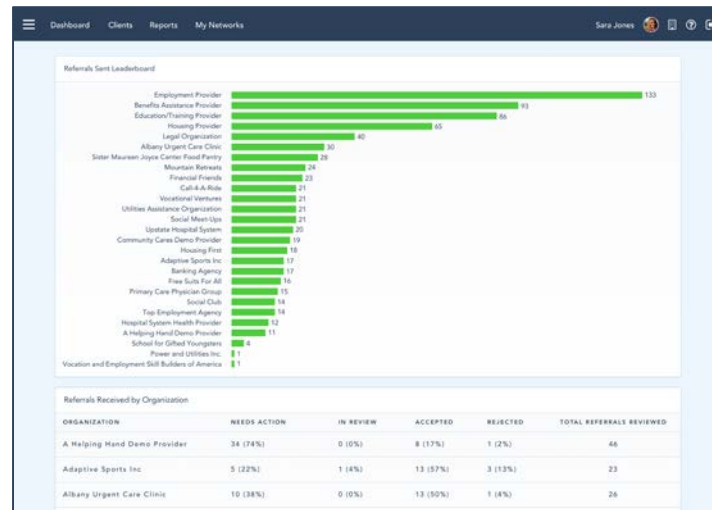 Dashboard Clients Reports My Networks Sara Jones
Referrals Sent Leaderboard
Employment Provider 133
Benefits Assistance Provider 93
Education/Training Provider 86
Housing Provider 65
Legal Organization 40
Albany Urgent Care Clinic 30
Sister Maureen Joyce Center Food Pantry 28
Mountain Retreats 24
Financial Friends 23
Call-4-A-Ride 21
Vocational Ventures 21
Utilities Assistance Organization 21
Social Meet-Ups 21
Upstate Hospital System 20
Community Cares Demo Provider 19
Housing First 18
Adaptive Sports Inc 17
Banking Agency 17
Free Suits For All 16
Primary Care Physician Group 15
Social Club 14
Top Employment Agency 14
Hospital System Health Provider 12
A Helping Hand Demo Provider 11
School for Gifted Youngsters 4
Power and Utilities Inc. 1
Vocation and Employment Skill Builders of America 1
Referrals Received by Organization
ORGANIZATION NEEDS ACTION IN REVIEW ACCEPTED REJECTED TOTAL REFERRALS REVIEWED
A Helping Hand Demo Provider 34 (74%) 0 (0%) 8 (17%) 1 (2%) 46
Adaptive Sports Inc 5 (22%) 1 (4%) 13 (57%) 3 (13%) 23
Albany Urgent Care Clinic 10 (38%) 0 (0%) 13 (50%) 1 (4%) 26